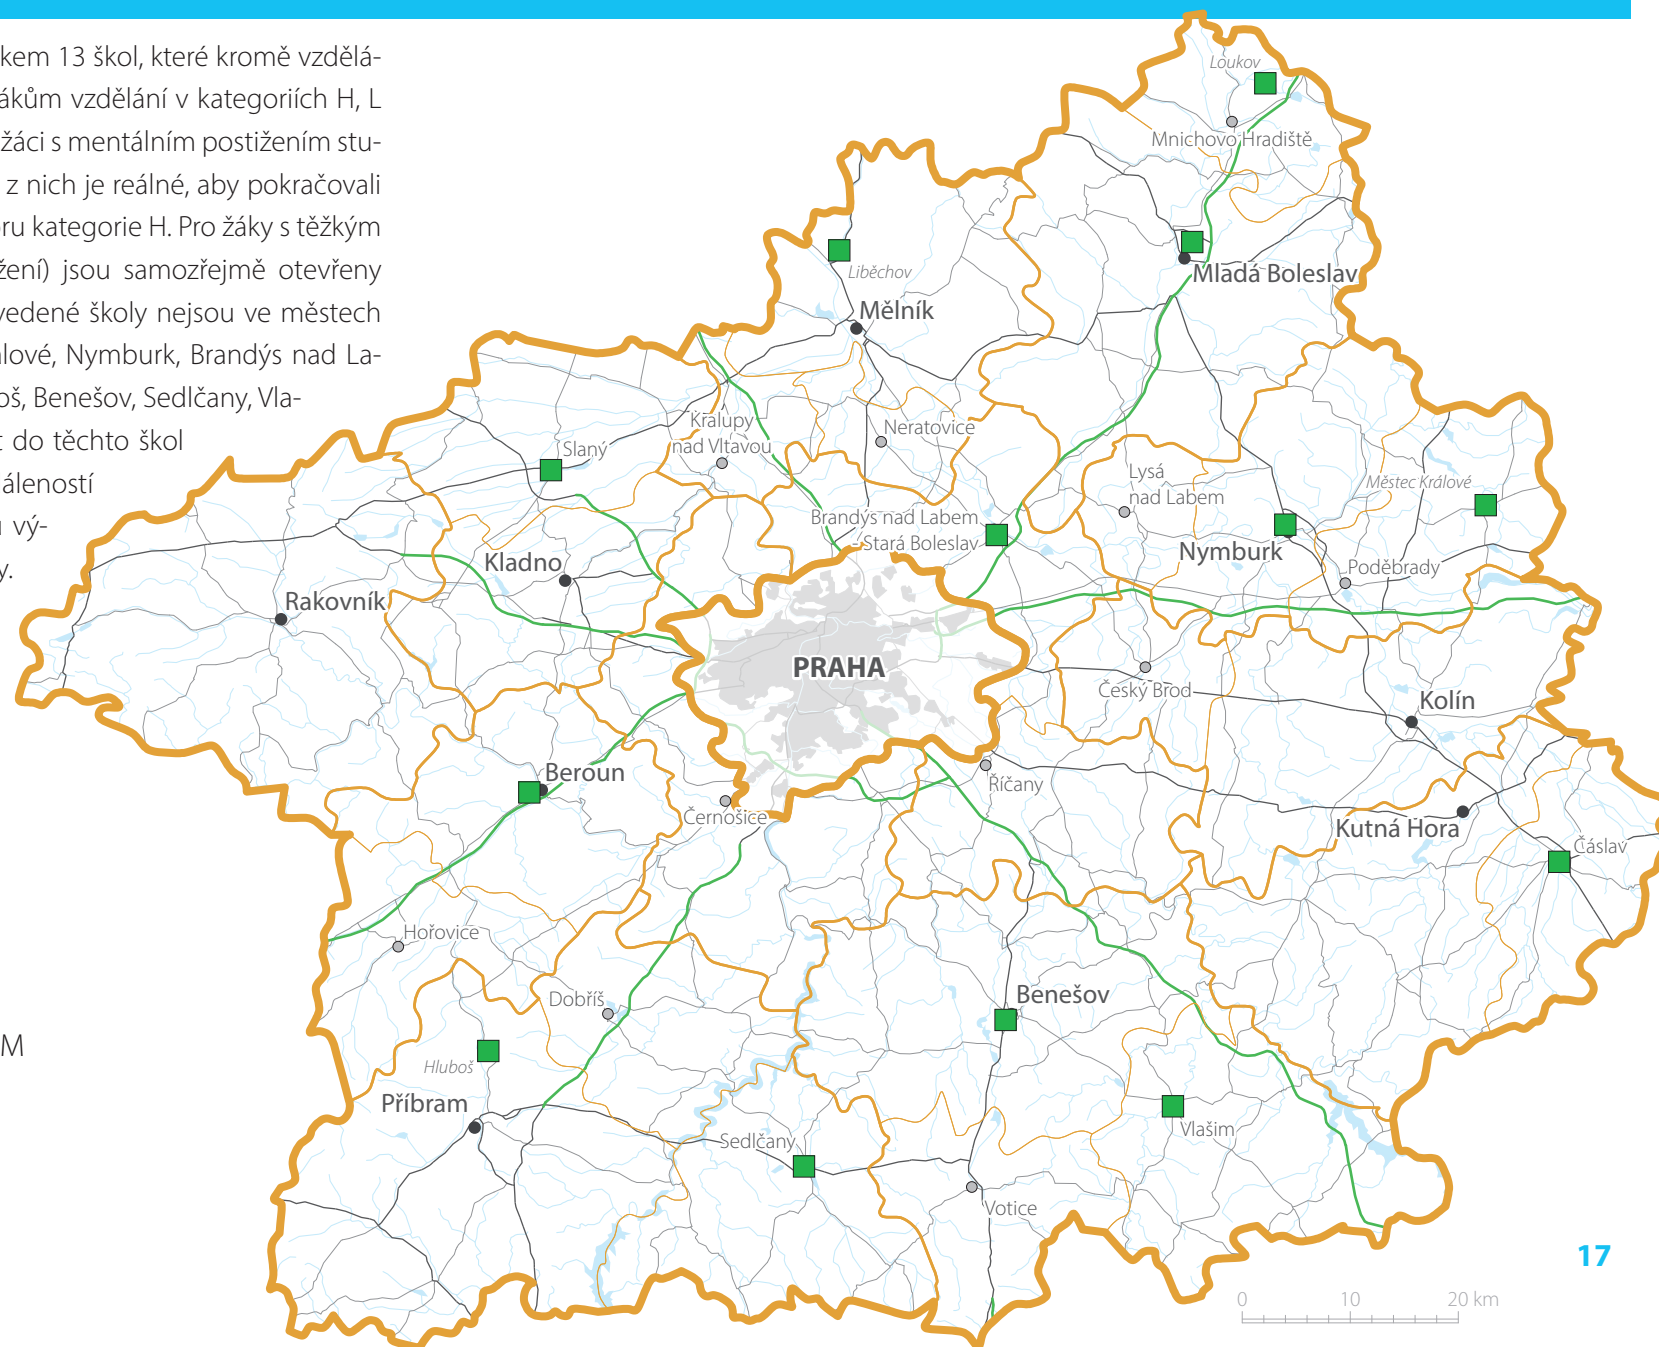 kem 13 škol, které kromě vzdělá-
ákům vzdělání v kategoriích H, L
žáci s mentálním postižením stu-
z nich je reálné, aby pokračovali
ru kategorie H. Pro žáky s těžkým
žení) jsou samozřejmě otevřeny
vedené školy nejsou ve městech
álové, Nymburk, Brandýs nad La-
oš, Benešov, Sedlčany, Vla-
t do těchto škol
áleností
vý-
y.
M
Loukov
Mnichovo Hradiště
Mladá Boleslav
Liběchov
Mělník
Kralupy
nad Vltavou
Neratovice
Slaný
Lysá
nad Labem
Městec Králové
Brandýs nad Labem
- Stará Boleslav
Nymburk
Poděbrady
Kladno
Rakovník
PRAHA
Český Brod
Kolín
Beroun
Říčany
Černošice
Kutná Hora
Čáslav
Hořovice
Dobříš
Benešov
Hluboš
Příbram
Sedlčany
Vlašim
Votice
17
0 10 20 km